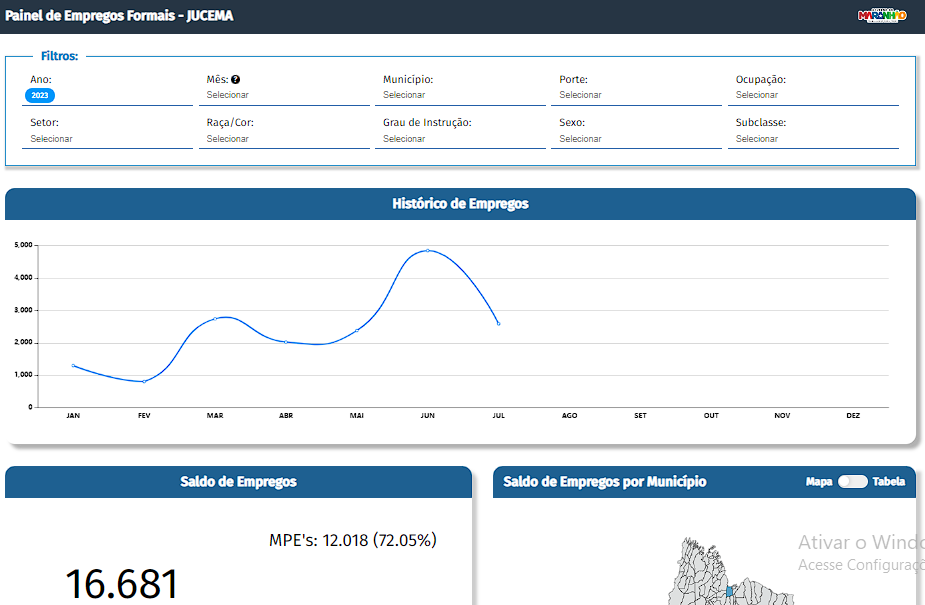 Painel de Empregos Formais - JUCEMA
MARANHÃO
Filtros:
Ano: Mês: ? Município: Porte: Ocupação:
2023 Selecionar Selecionar Selecionar Selecionar
Setor: Raça/Cor: Grau de Instrução: Sexo: Subclasse:
Selecionar Selecionar Selecionar Selecionar Selecionar
Histórico de Empregos
5,000
4,000
3,000
2,000
1,000
0
JAN FEV MAR ABR MAI JUN JUL AGO SET OUT NOV DEZ
Saldo de Empregos
Saldo de Empregos por Município Mapa Tabela
MPE's: 12.018 (72.05%)
16.681
Ativar o Windo
Acesse Configuraçõ